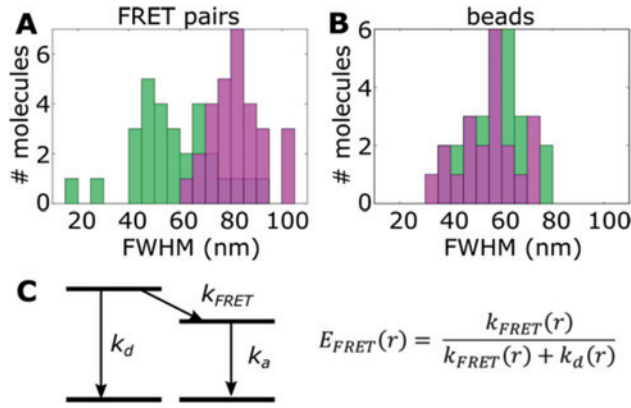 A FRET pairs
# molecules
6
4
2
0
20 40 60 80 100
FWHM (nm)
B beads
# molecules
6
4
2
0
20 40 60 80 100
FWHM (nm)
C
k_d
k_FRET
k_a
E_FRET(r) = k_FRET(r) / k_FRET(r) + k_d(r)